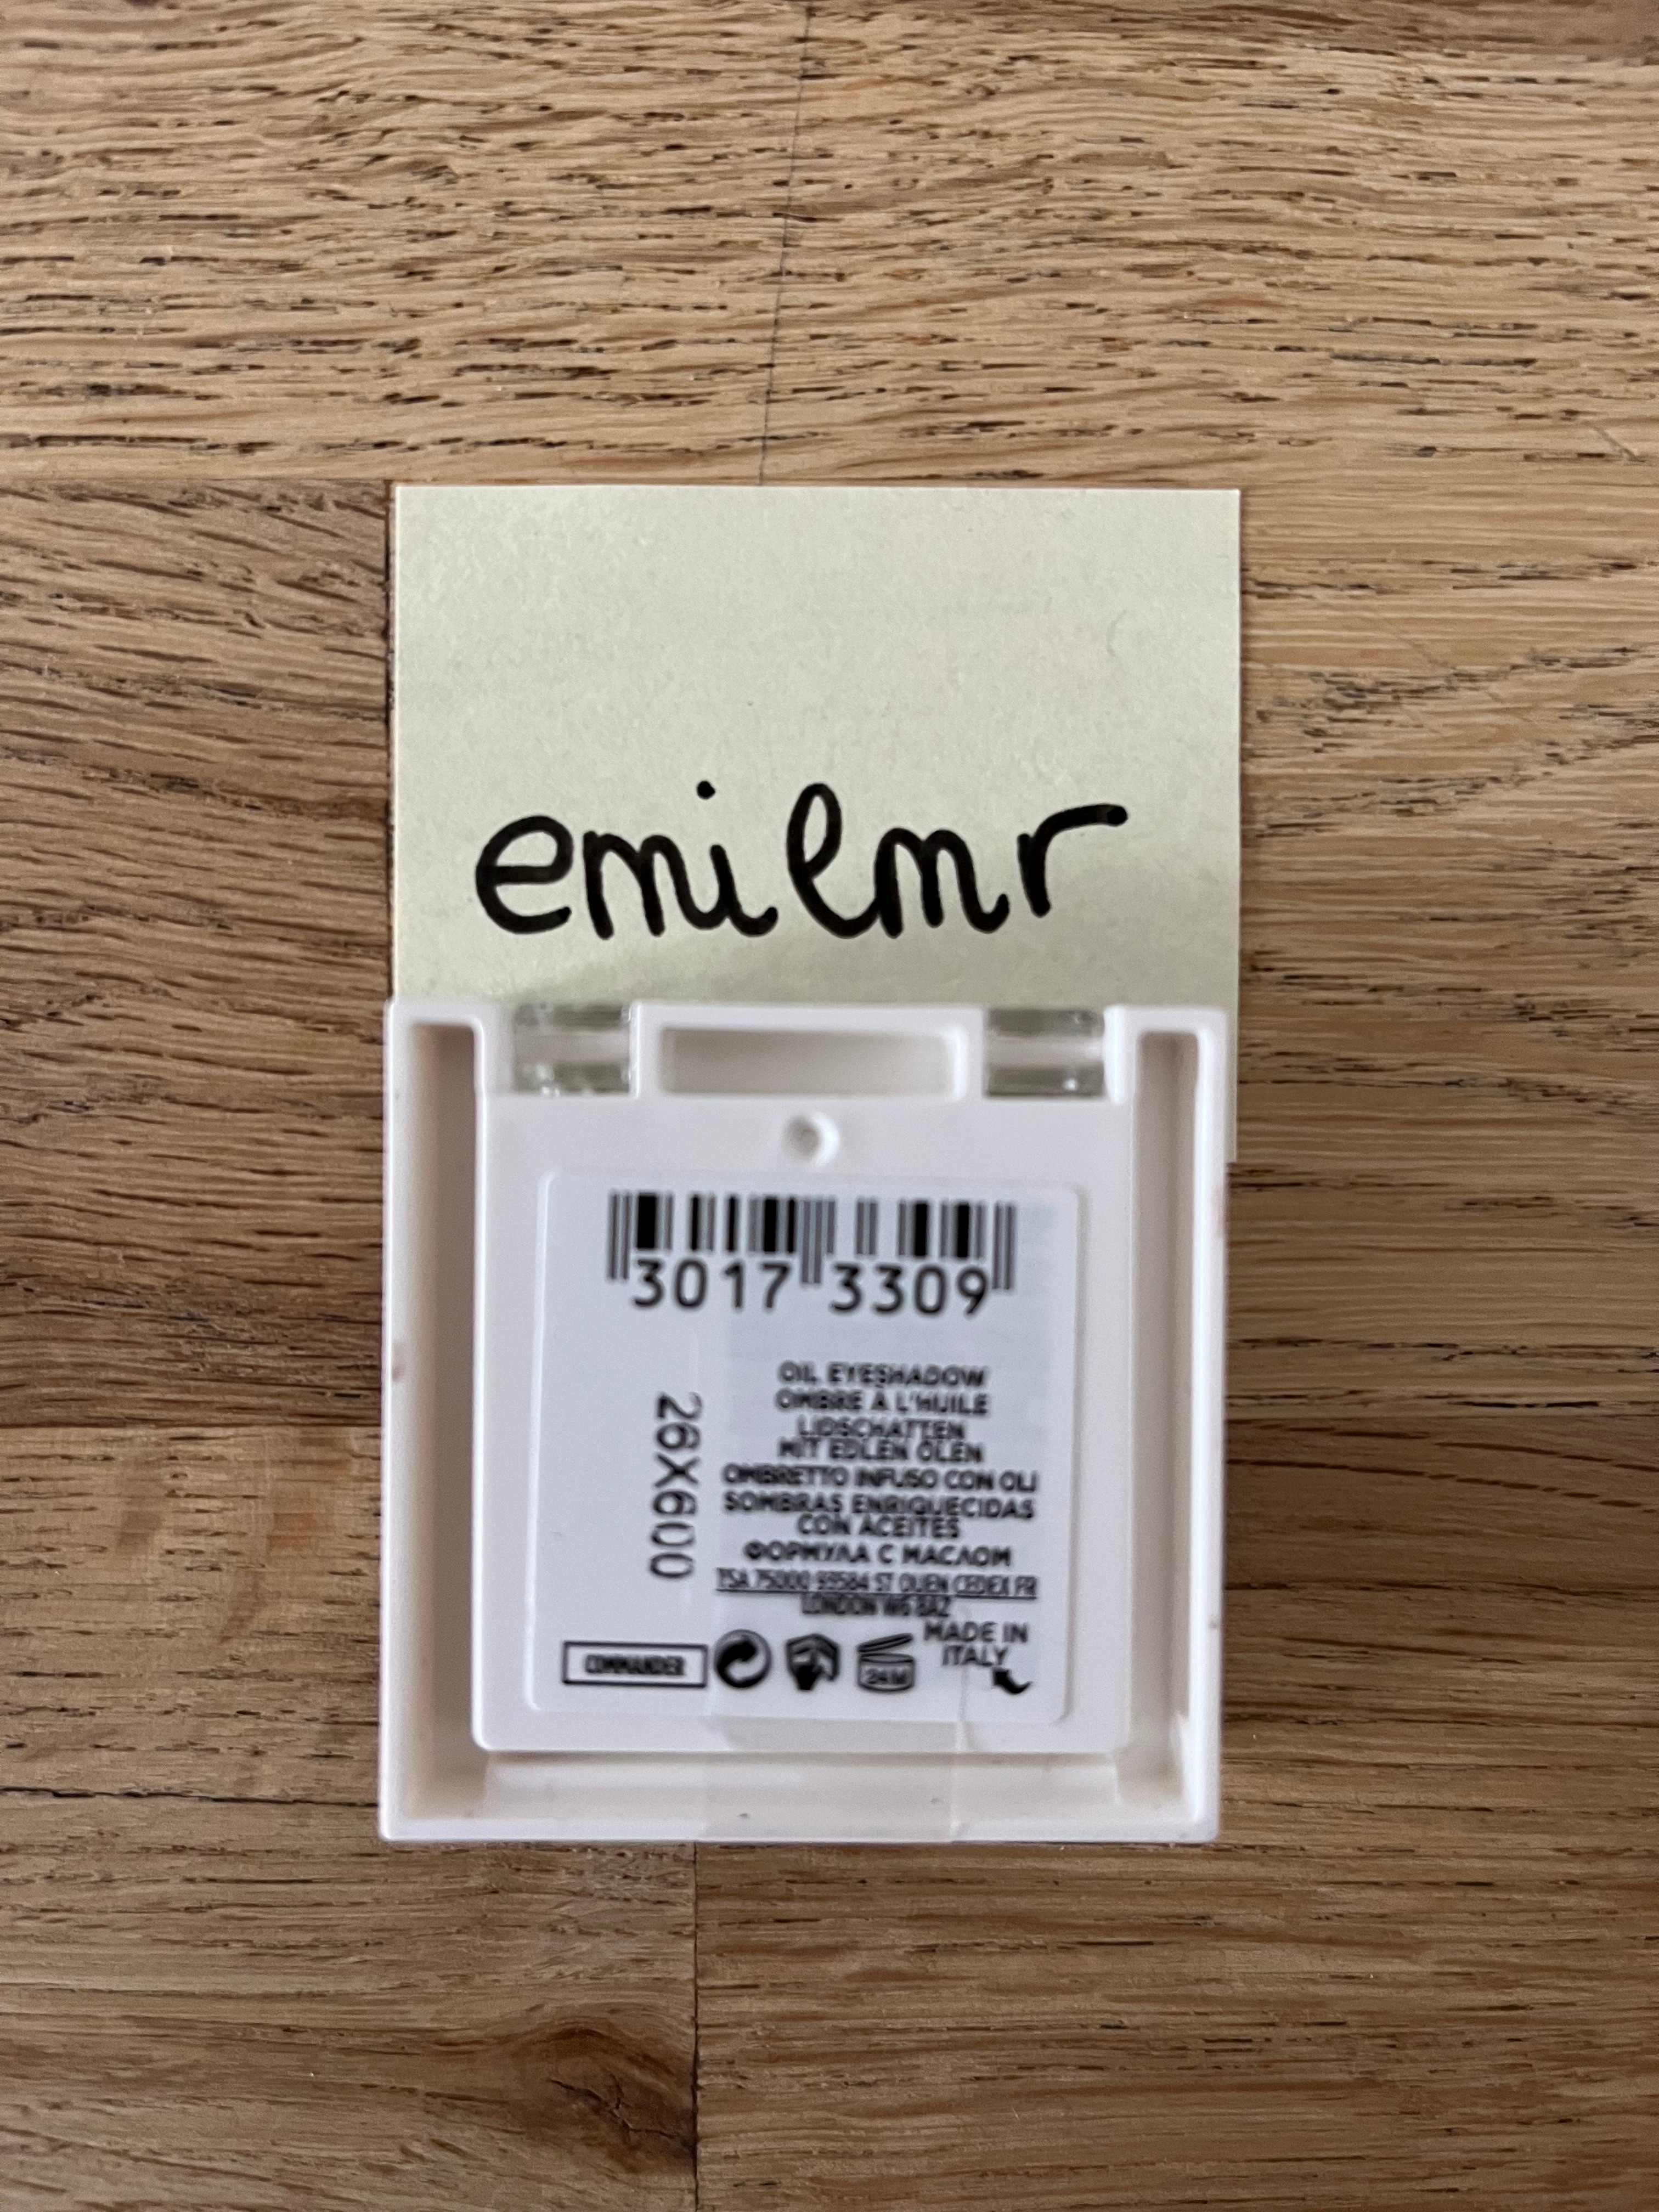 emilmr
3017 3309
OIL EYESHADOW
OMBRE À L'HUILE
LIDSCHATTEN
MIT EDLEN ÖLEN
OMBRETTO INFUSO CON OLI
SOMBRAS ENRIQUECIDAS
CON ACEITES
ФОРМУЛА С МАСЛОМ
TSA 75000 93584 ST OUEN CEDEX FR
LONDON W6 8AZ
MADE IN
ITALY
26X600
COMMANDER
24M